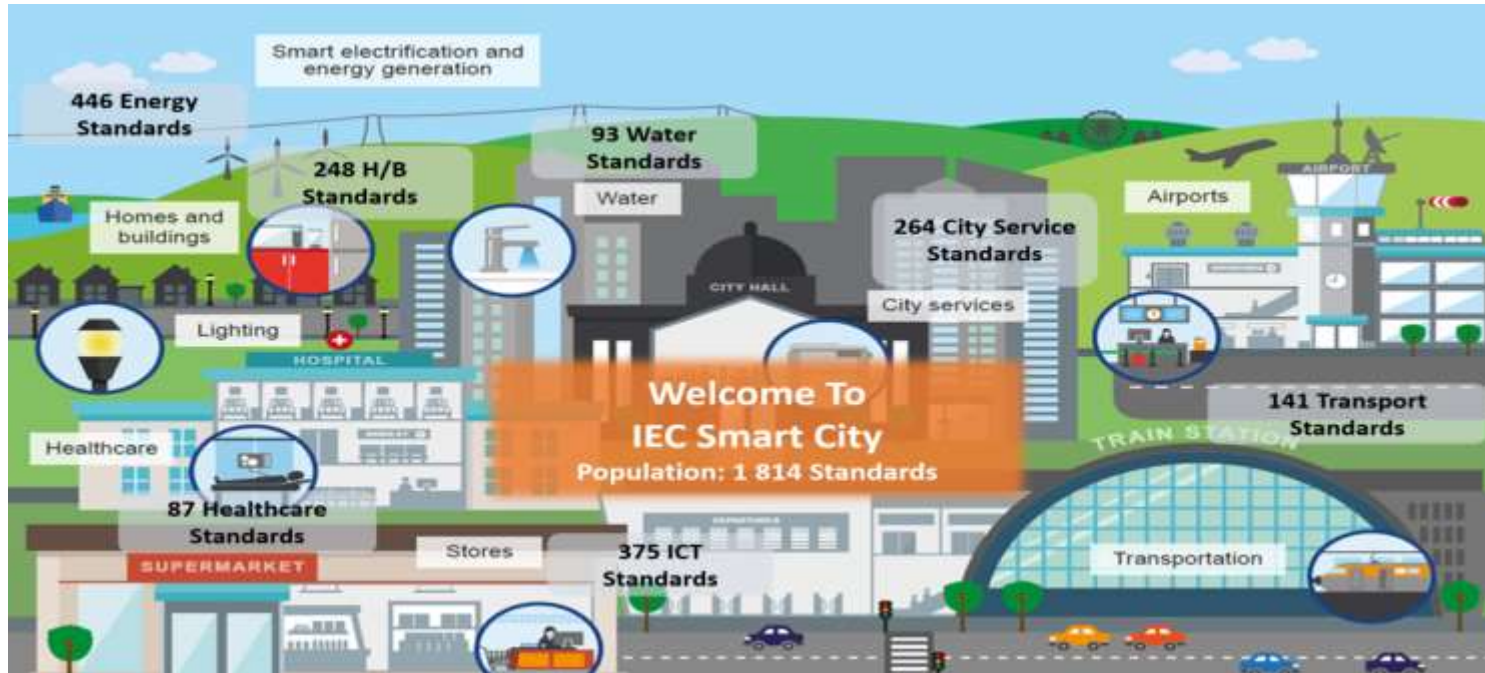 Smart electrification and
energy generation
446 Energy
Standards
93 Water
Standards
248 H/B
Standards
Water
Homes and
buildings
264 City Service
Standards
Airports
AIRPORT
CITY HALL
City services
Lighting
HOSPITAL
Welcome To
IEC Smart City
Population: 1 814 Standards
141 Transport
Standards
TRAIN STATION
Healthcare
87 Healthcare
Standards
Stores
375 ICT
Standards
SUPERMARKET
Transportation